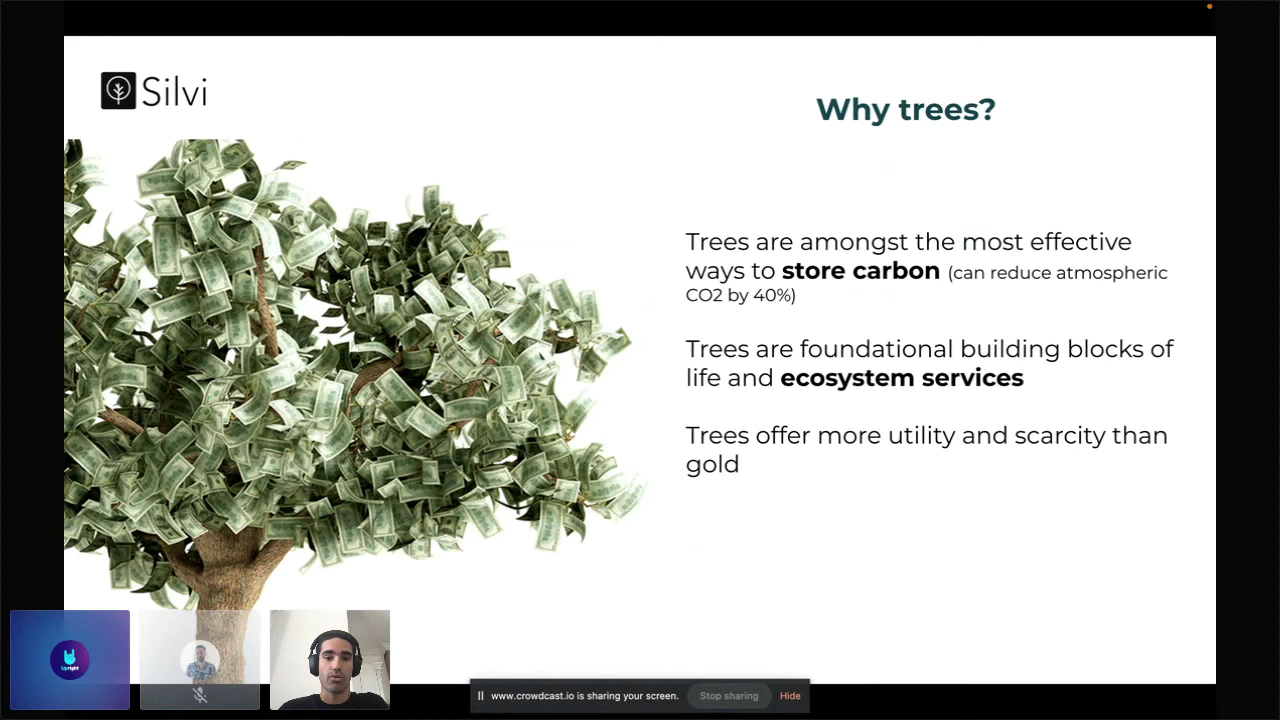 Silvi
Why trees?
Trees are amongst the most effective
ways to store carbon (can reduce atmospheric
CO2 by 40%)
Trees are foundational building blocks of
life and ecosystem services
Trees offer more utility and scarcity than
gold
Upright
www.crowdcast.io is sharing your screen.
Stop sharing
Hide